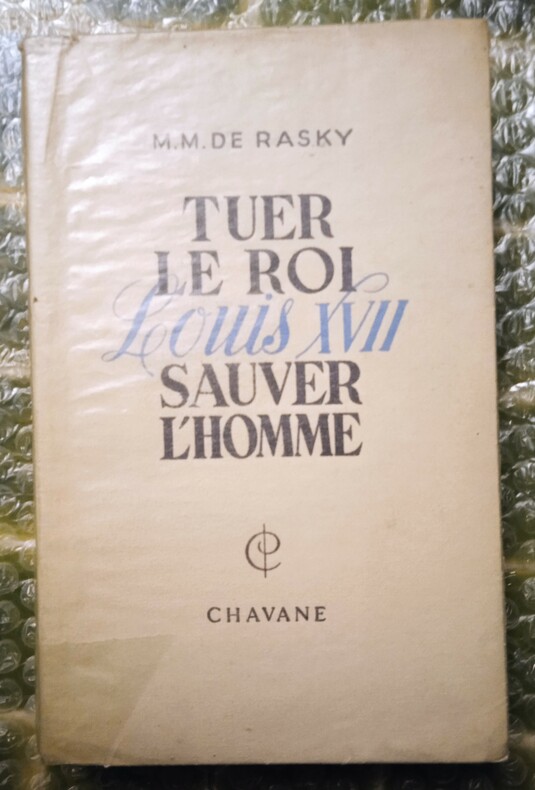 M.M. DE RASKY
TUER
LE ROI
Louis XVII
SAUVER
L'HOMME
CHAVANE